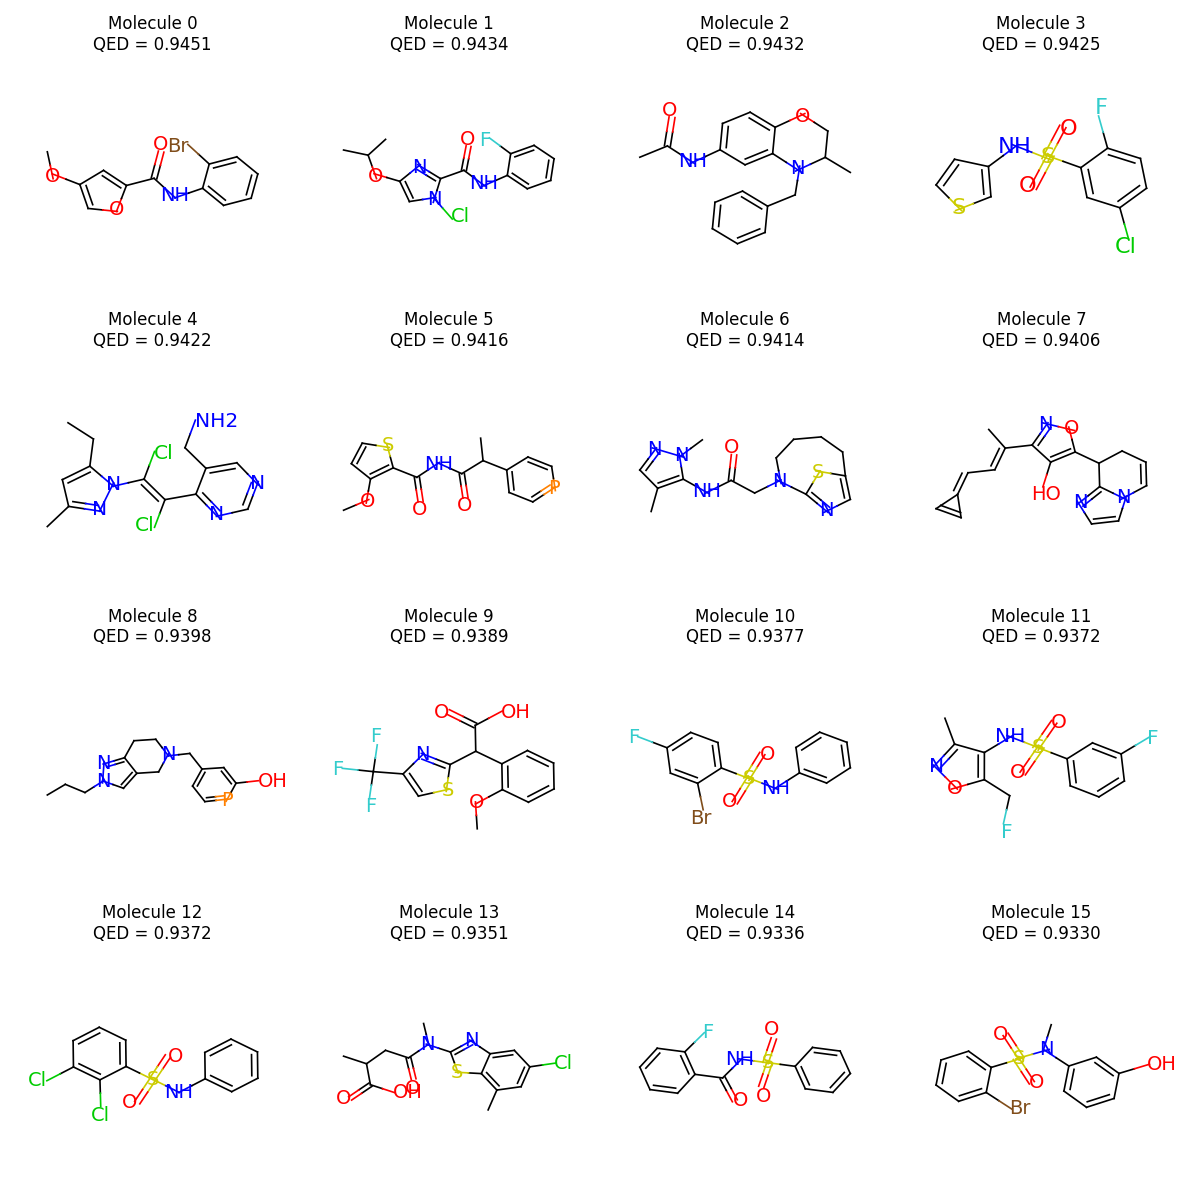 Molecule 0
QED = 0.9451
Molecule 1
QED = 0.9434
Molecule 2
QED = 0.9432
Molecule 3
QED = 0.9425
O
Br
O
NH
O
O
N
O
N
Cl
O
F
NH
O
NH
O
N
NH
S
O
O
S
F
Cl
Molecule 4
QED = 0.9422
Molecule 5
QED = 0.9416
Molecule 6
QED = 0.9414
Molecule 7
QED = 0.9406
NH2
Cl
N
N
Cl
N
N
S
NH
O
O
O
P
N
N
NH
O
N
S
N
N
O
HO
N
N
Molecule 8
QED = 0.9398
Molecule 9
QED = 0.9389
Molecule 10
QED = 0.9377
Molecule 11
QED = 0.9372
N
N
N
OH
P
O
OH
F
F
F
N
S
O
F
Br
O
S
O
NH
N
O
NH
S
O
O
F
F
Molecule 12
QED = 0.9372
Molecule 13
QED = 0.9351
Molecule 14
QED = 0.9336
Molecule 15
QED = 0.9330
Cl
Cl
O
S
O
NH
O
OH
O
N
N
S
Cl
F
O
NH
S
O
O
O
S
O
N
Br
OH